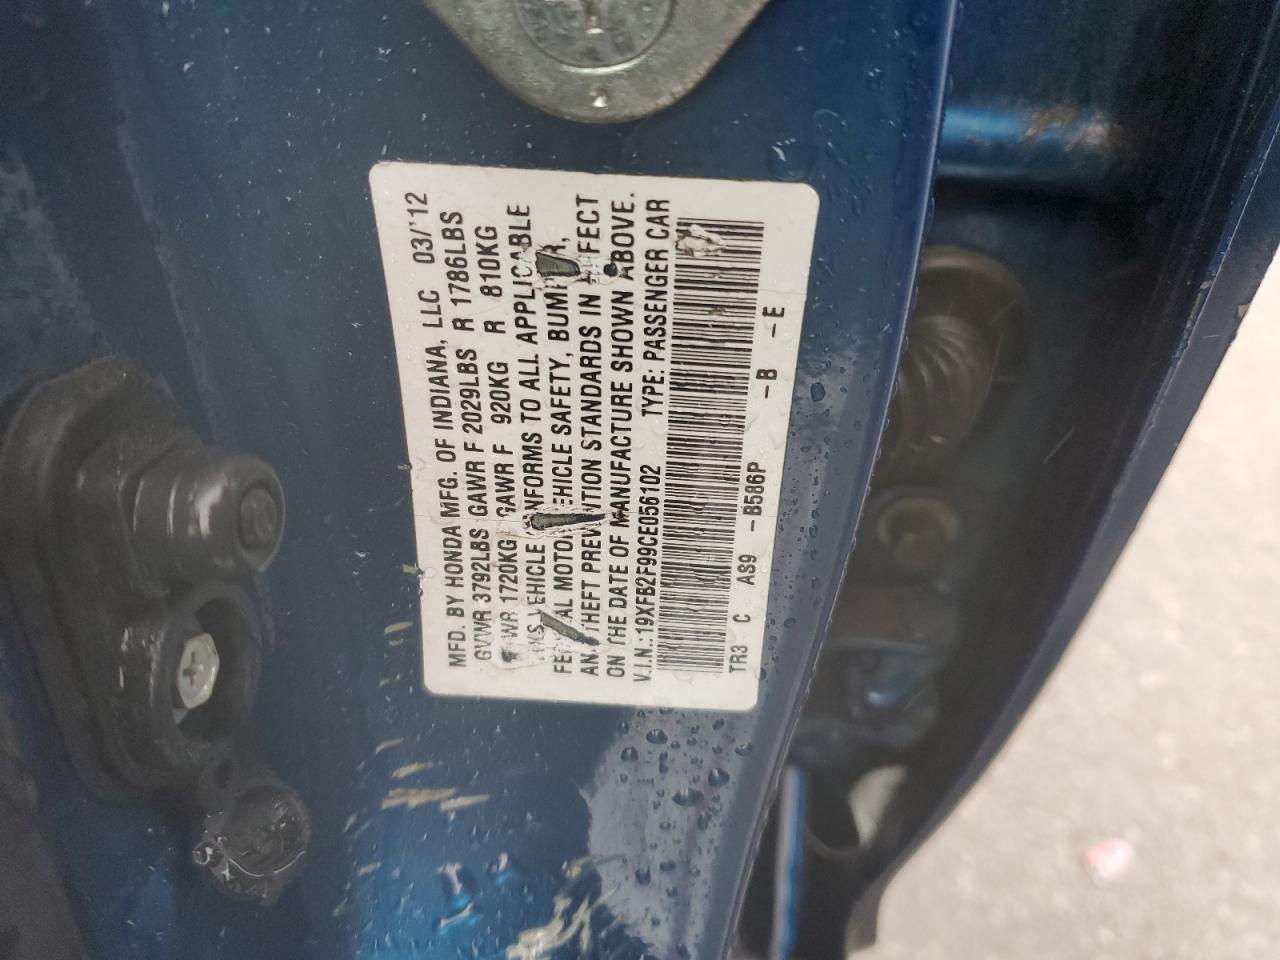 MFD. BY HONDA MFG. OF INDIANA, LLC 03/'12
GVWR 3792LBS GAWR F 2029LBS R 1786LBS
GVWR 1720KG GAWR F 920KG R 810KG
VEHICLE CONFORMS TO ALL APPLICABLE
FEDERAL MOTOR VEHICLE SAFETY, BUMPER,
AND THEFT PREVENTION STANDARDS IN EFFECT
ON THE DATE OF MANUFACTURE SHOWN ABOVE.
V.I.N.: 19XFB2F99CE056102 TYPE: PASSENGER CAR
TR3 C AS9 -B586P -B -E